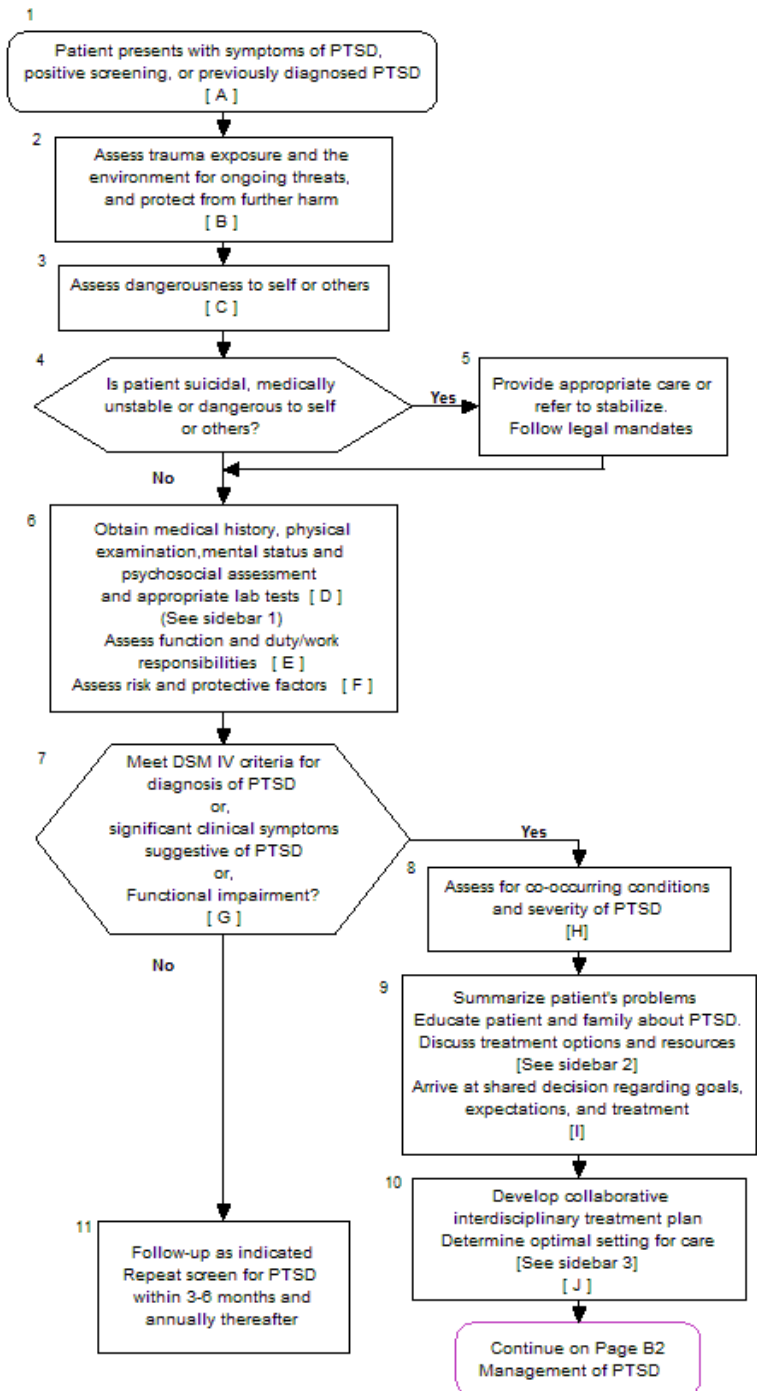 1
Patient presents with symptoms of PTSD,
positive screening, or previously diagnosed PTSD
[ A ]
2
Assess trauma exposure and the
environment for ongoing threats,
and protect from further harm
[ B ]
3
Assess dangerousness to self or others
[ C ]
4
Is patient suicidal, medically
unstable or dangerous to self
or others?
Yes
5
Provide appropriate care or
refer to stabilize.
Follow legal mandates
No
6
Obtain medical history, physical
examination,mental status and
psychosocial assessment
and appropriate lab tests [ D ]
(See sidebar 1)
Assess function and duty/work
responsibilities [ E ]
Assess risk and protective factors [ F ]
7
Meet DSM IV criteria for
diagnosis of PTSD
or,
significant clinical symptoms
suggestive of PTSD
or,
Functional impairment?
[ G ]
Yes
8
Assess for co-occurring conditions
and severity of PTSD
[H]
No
9
Summarize patient's problems
Educate patient and family about PTSD.
Discuss treatment options and resources
[See sidebar 2]
Arrive at shared decision regarding goals,
expectations, and treatment
[I]
10
Develop collaborative
interdisciplinary treatment plan
Determine optimal setting for care
[See sidebar 3]
[ J ]
11
Follow-up as indicated
Repeat screen for PTSD
within 3-6 months and
annually thereafter
Continue on Page B2
Management of PTSD